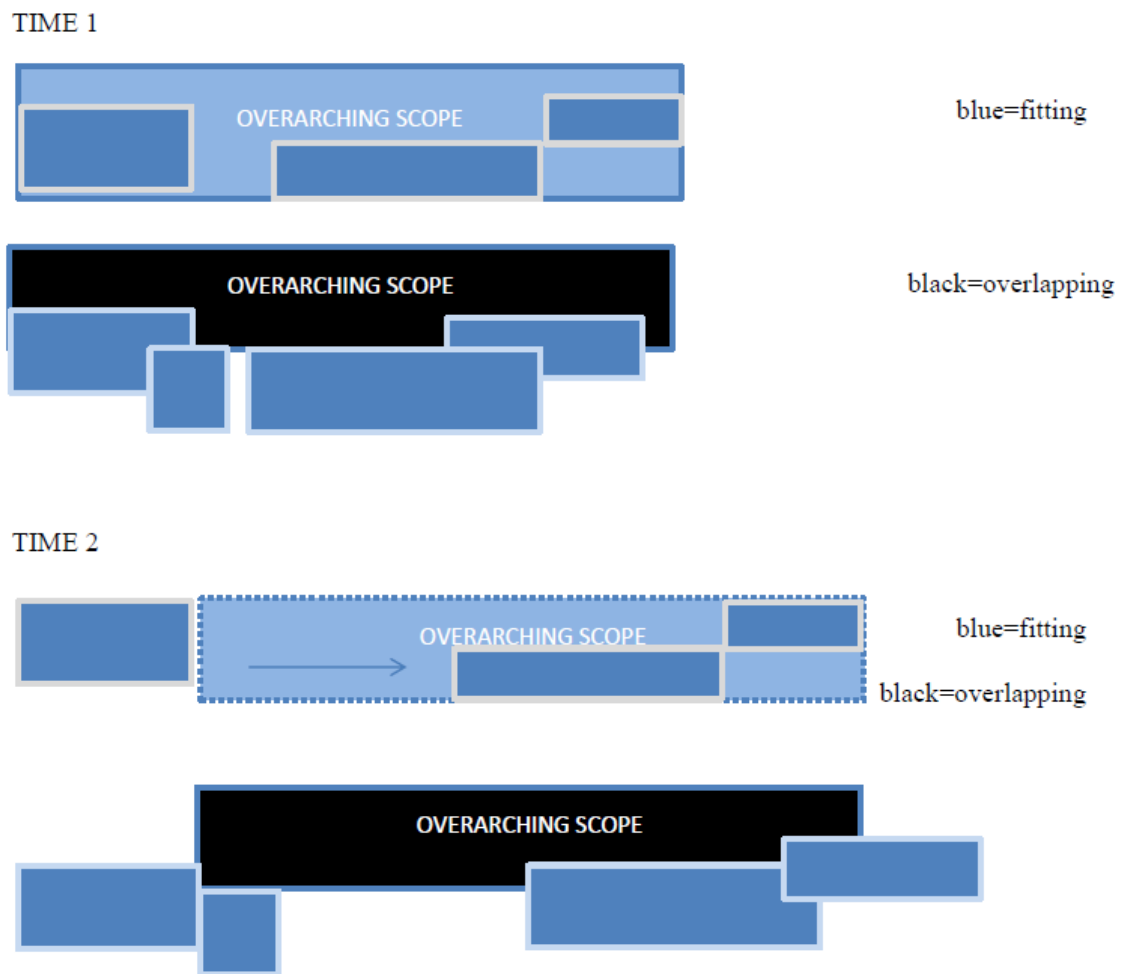 TIME 1
OVERARCHING SCOPE
blue=fitting
OVERARCHING SCOPE
black=overlapping
TIME 2
OVERARCHING SCOPE
blue=fitting
black=overlapping
OVERARCHING SCOPE